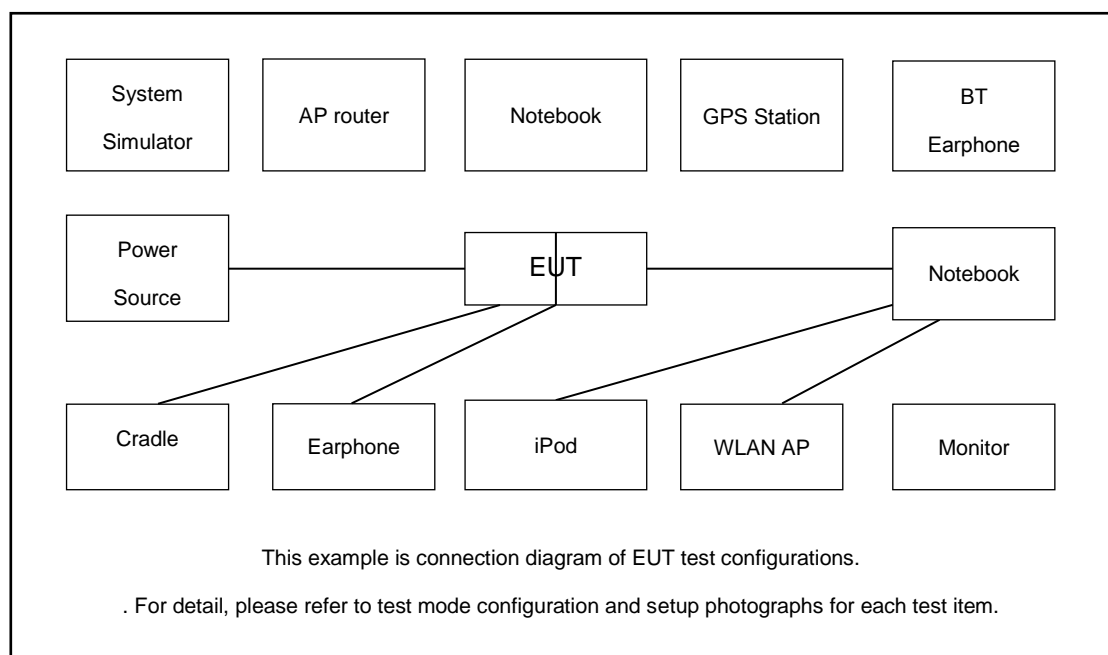 System
Simulator
AP router
Notebook
GPS Station
BT
Earphone
Power
Source
EUT
Notebook
Cradle
Earphone
iPod
WLAN AP
Monitor
This example is connection diagram of EUT test configurations.
. For detail, please refer to test mode configuration and setup photographs for each test item.